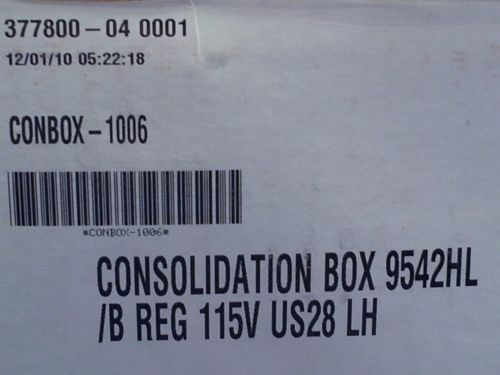 377800-04 0001
12/01/10 05:22:18
CONBOX-1006
*CONBOX-1006*
CONSOLIDATION BOX 9542HL
/B REG 115V US28 LH